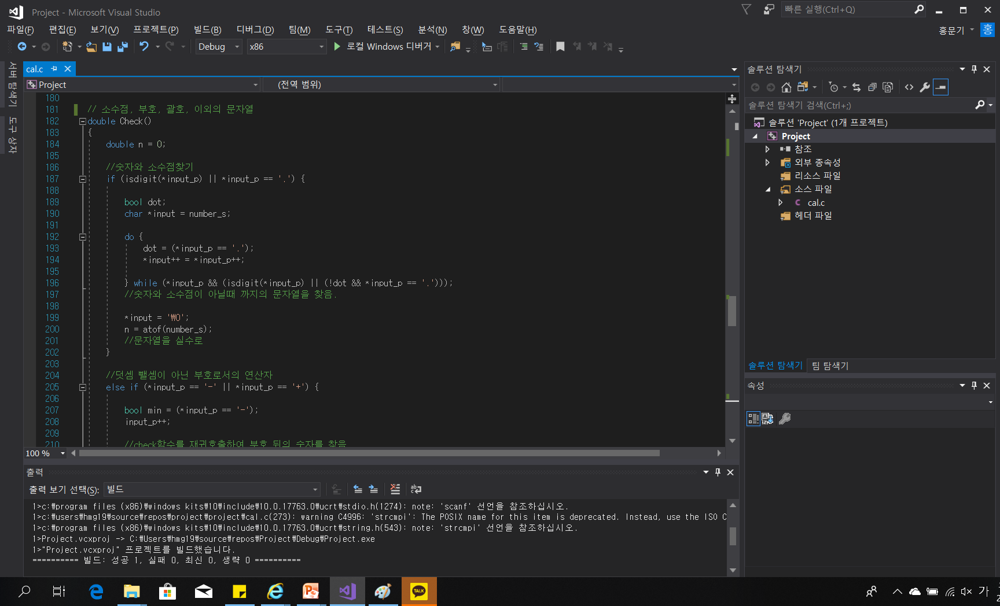 Project - Microsoft Visual Studio
빠른 실행(Ctrl+Q)
파일(F) 편집(E) 보기(V) 프로젝트(P) 빌드(B) 디버그(D) 팀(M) 도구(T) 테스트(S) 분석(N) 창(W) 도움말(H)
홍문기 홍
Debug x86 로컬 Windows 디버거
서버 탐색기
도구 상자
cal.c
Project (전역 범위)
180
181 // 소수점, 부호, 괄호, 이외의 문자열
182 double Check()
183 {
184 double n = 0;
185
186 //숫자와 소수점찾기
187 if (isdigit(*input_p) || *input_p == '.') {
188
189 bool dot;
190 char *input = number_s;
191
192 do {
193 dot = (*input_p == '.');
194 *input++ = *input_p++;
195
196 } while (*input_p && (isdigit(*input_p) || (!dot && *input_p == '.')));
197 //숫자와 소수점이 아닐때 까지의 문자열을 찾음.
198
199 *input = '₩0';
200 n = atof(number_s);
201 //문자열을 실수로
202 }
203
204 //덧셈 뺄셈이 아닌 부호로서의 연산자
205 else if (*input_p == '-' || *input_p == '+') {
206
207 bool min = (*input_p == '-');
208 input_p++;
209
210 //check함수를 재귀호출하여 부호 뒤의 숫자를 찾음
100 %
출력
출력 보기 선택(S): 빌드
1>c:₩program files (x86)₩windows kits₩10₩include₩10.0.17763.0₩ucrt₩stdio.h(1274): note: 'scanf' 선언을 참조하십시오.
1>c:₩users₩hmg19₩source₩repos₩project₩project₩cal.c(273): warning C4996: 'strcmpi': The POSIX name for this item is deprecated. Instead, use the ISO C
1>c:₩program files (x86)₩windows kits₩10₩include₩10.0.17763.0₩ucrt₩string.h(543): note: 'strcmpi' 선언을 참조하십시오.
1>Project.vcxproj -> C:₩Users₩hmg19₩source₩repos₩Project₩Debug₩Project.exe
1>"Project.vcxproj" 프로젝트를 빌드했습니다.
========== 빌드: 성공 1, 실패 0, 최신 0, 생략 0 ==========
솔루션 탐색기
솔루션 탐색기 검색(Ctrl+;)
솔루션 'Project' (1개 프로젝트)
Project
참조
외부 종속성
리소스 파일
소스 파일
cal.c
헤더 파일
솔루션 탐색기 팀 탐색기
속성
TALK
가